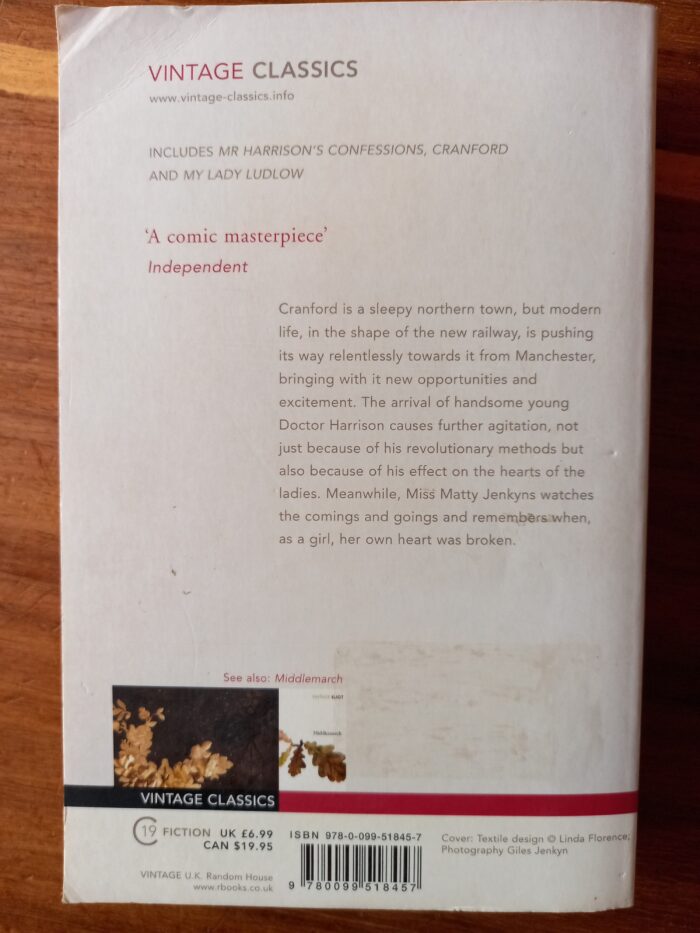 VINTAGE CLASSICS
www.vintage-classics.info
INCLUDES MR HARRISON'S CONFESSIONS, CRANFORD
AND MY LADY LUDLOW
'A comic masterpiece'
Independent
Cranford is a sleepy northern town, but modern
life, in the shape of the new railway, is pushing
its way relentlessly towards it from Manchester,
bringing with it new opportunities and
excitement. The arrival of handsome young
Doctor Harrison causes further agitation, not
just because of his revolutionary methods but
also because of his effect on the hearts of the
ladies. Meanwhile, Miss Matty Jenkyns watches
the comings and goings and remembers when,
as a girl, her own heart was broken.
See also: Middlemarch
ELIOT
Middlemarch
VINTAGE CLASSICS
C19 FICTION UK £6.99
CAN $19.95
VINTAGE U.K. Random House
www.rbooks.co.uk
ISBN 978-0-099-51845-7
9 780099 518457
Cover: Textile design © Linda Florence,
Photography Giles Jenkyn